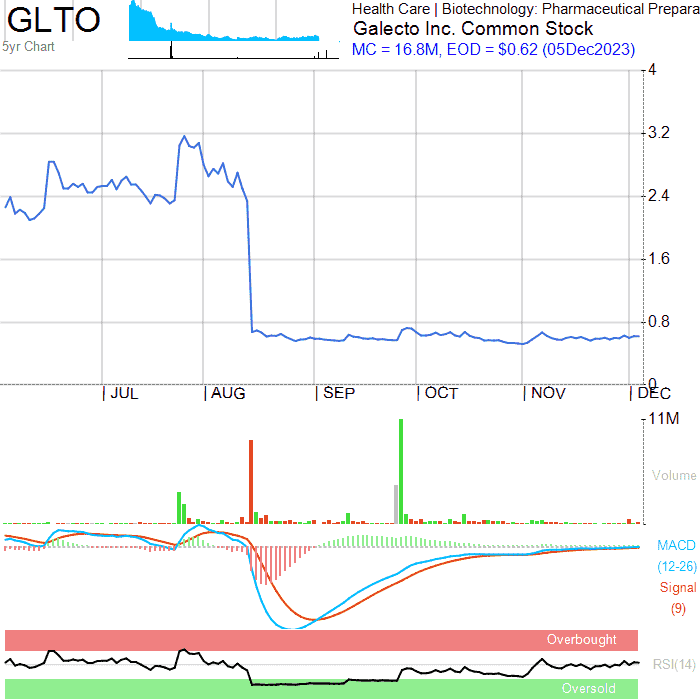 GLTO
5yr Chart
Health Care | Biotechnology: Pharmaceutical Prepara
Galecto Inc. Common Stock
MC = 16.8M, EOD = $0.62 (05Dec2023)
4
3.2
2.4
1.6
0.8
0
| JUL | AUG | SEP | OCT | NOV | DEC
11M
Volume
MACD
(12-26)
Signal
(9)
Overbought
RSI(14)
Oversold